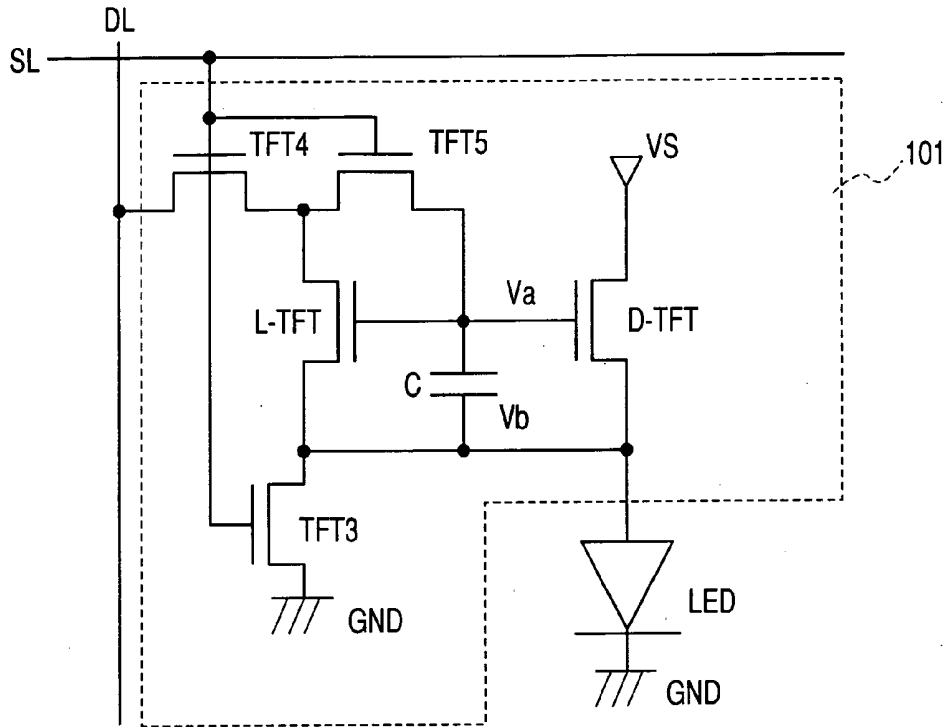 DL
SL
TFT4
TFT5
VS
101
L-TFT
Va
D-TFT
C
Vb
TFT3
LED
GND
GND